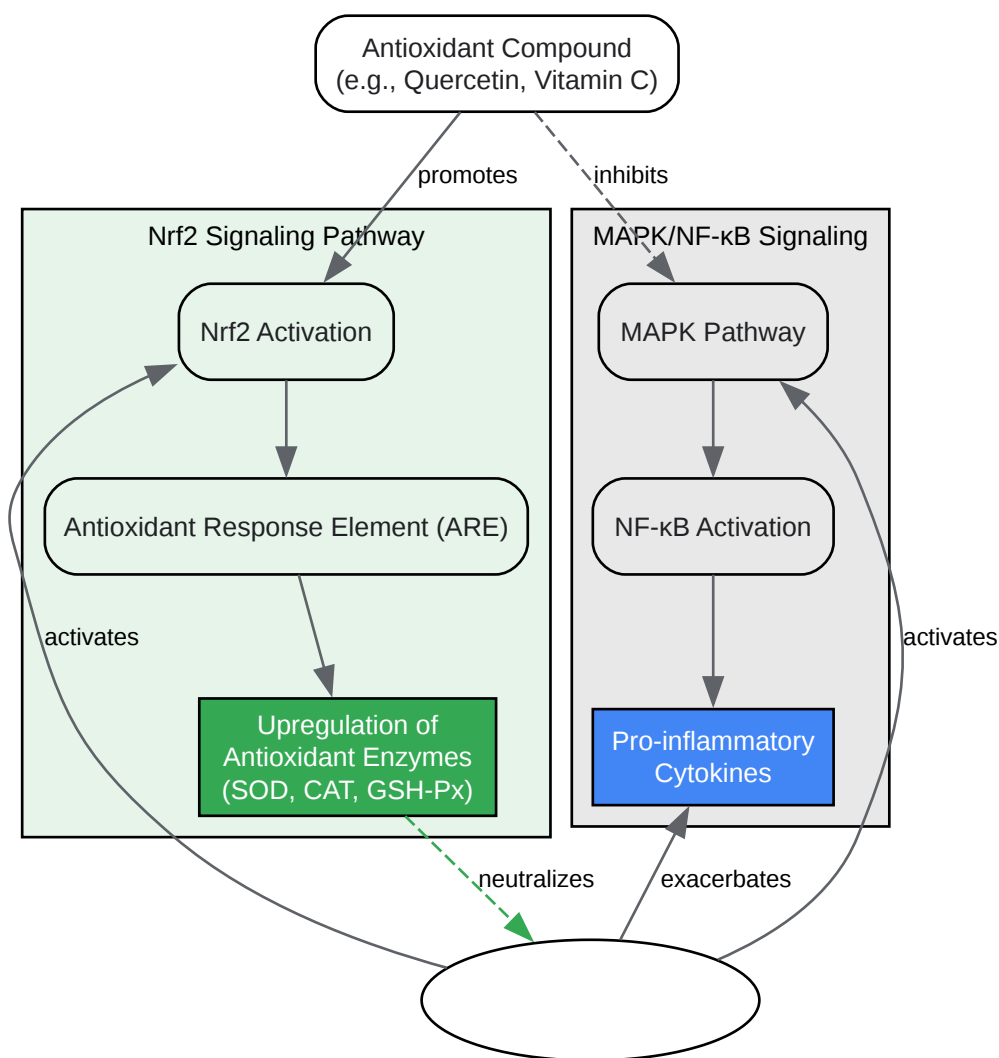 Antioxidant Compound
(e.g., Quercetin, Vitamin C)
promotes
inhibits
Nrf2 Signaling Pathway
MAPK/NF-κB Signaling
Nrf2 Activation
MAPK Pathway
Antioxidant Response Element (ARE)
NF-κB Activation
activates
activates
Upregulation of
Antioxidant Enzymes
(SOD, CAT, GSH-Px)
Pro-inflammatory
Cytokines
neutralizes
exacerbates